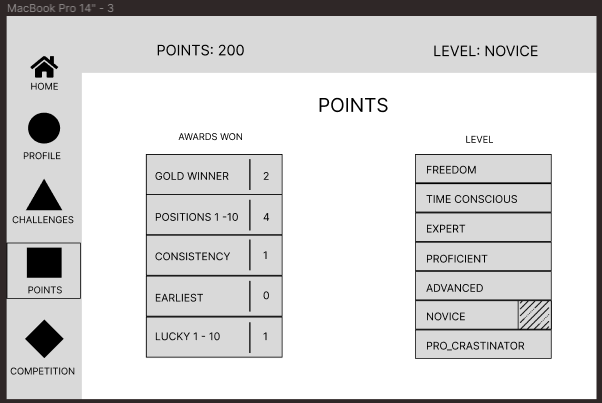 MacBook Pro 14" - 3
POINTS: 200
LEVEL: NOVICE
HOME
PROFILE
CHALLENGES
POINTS
COMPETITION
POINTS
AWARDS WON
GOLD WINNER 2
POSITIONS 1 -10 4
CONSISTENCY 1
EARLIEST 0
LUCKY 1 - 10 1
LEVEL
FREEDOM
TIME CONSCIOUS
EXPERT
PROFICIENT
ADVANCED
NOVICE
PRO_CRASTINATOR